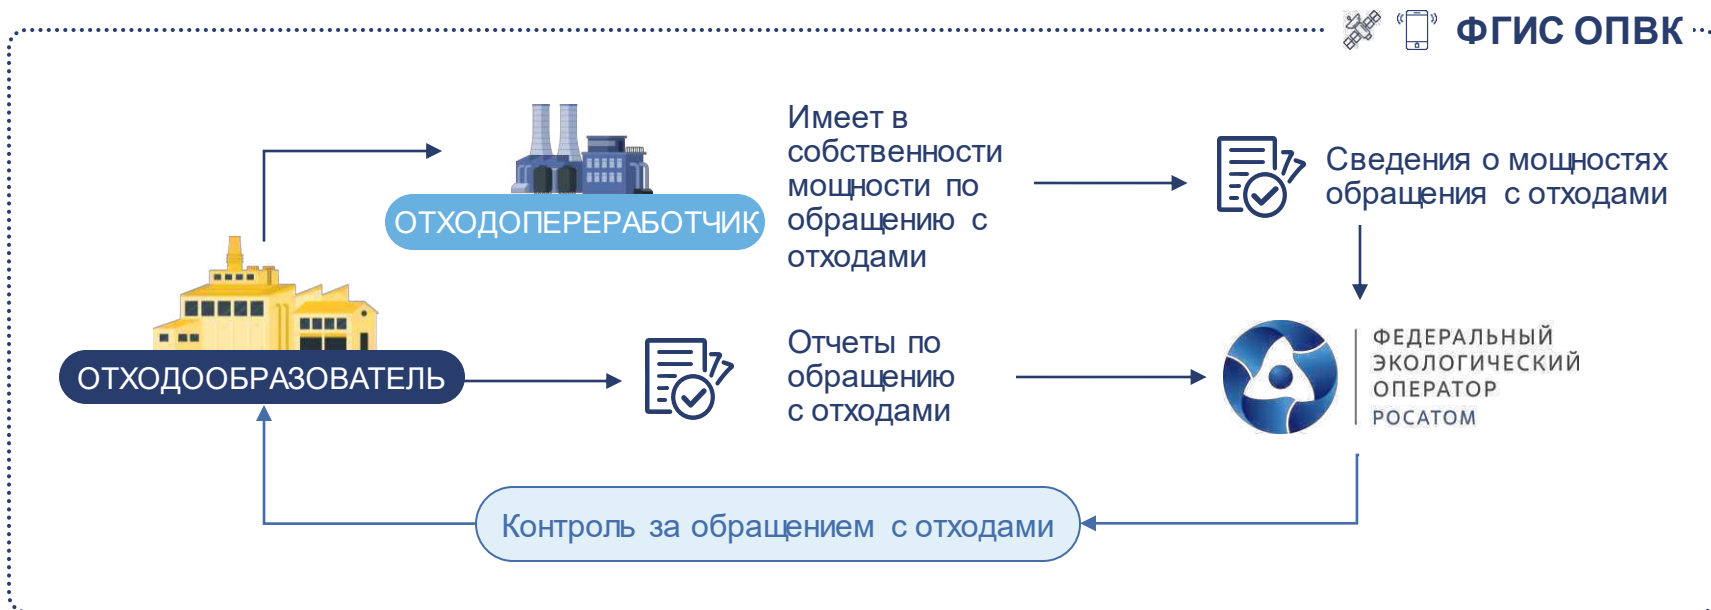 ФГИС ОПВК
Имеет в
собственности
мощности по
обращению с
отходами
ОТХОДОПЕРЕРАБОТЧИК
Сведения о мощностях
обращения с отходами
ОТХОДООБРАЗОВАТЕЛЬ
Отчеты по
обращению
с отходами
ФЕДЕРАЛЬНЫЙ
ЭКОЛОГИЧЕСКИЙ
ОПЕРАТОР
РОСАТОМ
Контроль за обращением с отходами